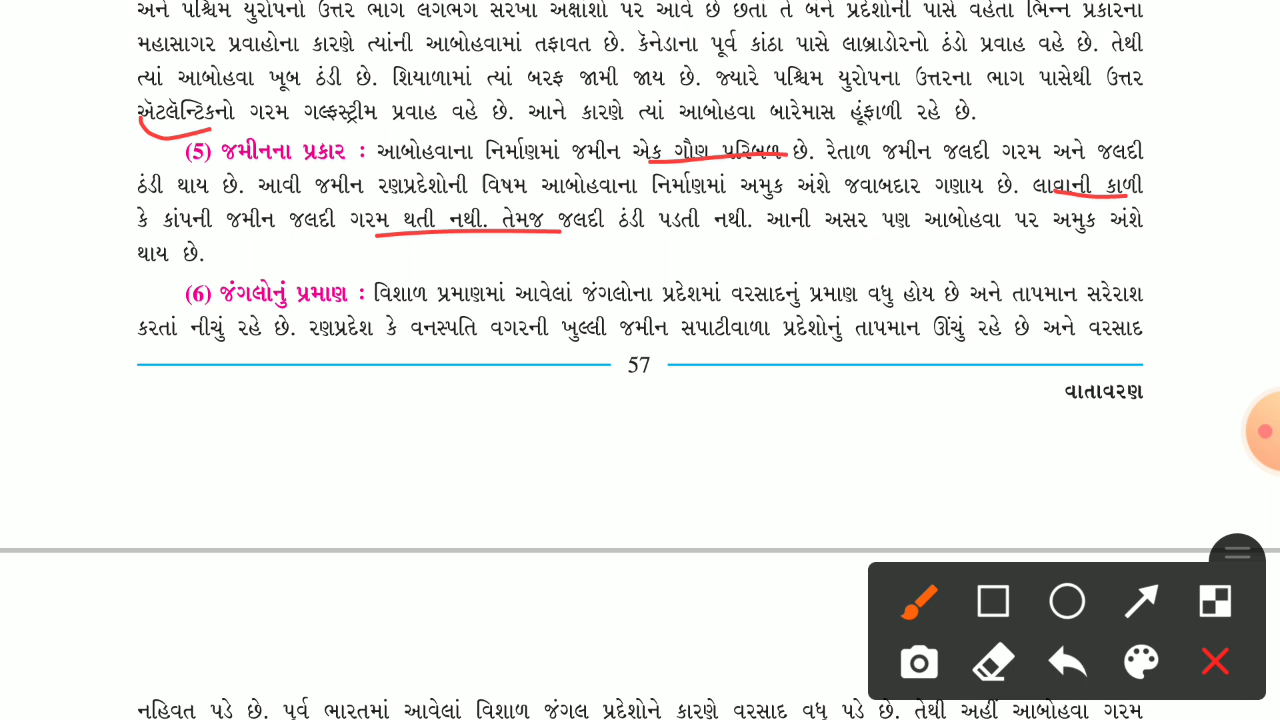 અને પશ્ચિમ યુરોપનો ઉત્તર ભાગ લગભગ સરખા અક્ષાંશો પર આવે છે છતાં તે બંને પ્રદેશોની પાસે વહેતા ભિન્ન પ્રકારના
મહાસાગર પ્રવાહોના કારણે ત્યાંની આબોહવામાં તફાવત છે. કૅનેડાના પૂર્વ કાંઠા પાસે લાબ્રાડોરનો ઠંડો પ્રવાહ વહે છે. તેથી
ત્યાં આબોહવા ખૂબ ઠંડી છે. શિયાળામાં ત્યાં બરફ જામી જાય છે. જ્યારે પશ્ચિમ યુરોપના ઉત્તરના ભાગ પાસેથી ઉત્તર
ઍટલૅન્ટિકનો ગરમ ગલ્ફસ્ટ્રીમ પ્રવાહ વહે છે. આને કારણે ત્યાં આબોહવા બારેમાસ હૂંફાળી રહે છે.
(5) જમીનના પ્રકાર : આબોહવાના નિર્માણમાં જમીન એક ગૌણ પરિબળ છે. રેતાળ જમીન જલદી ગરમ અને જલદી
ઠંડી થાય છે. આવી જમીન રણપ્રદેશોની વિષમ આબોહવાના નિર્માણમાં અમુક અંશે જવાબદાર ગણાય છે. લાવાની કાળી
કે કાંપની જમીન જલદી ગરમ થતી નથી. તેમજ જલદી ઠંડી પડતી નથી. આની અસર પણ આબોહવા પર અમુક અંશે
થાય છે.
(6) જંગલોનું પ્રમાણ : વિશાળ પ્રમાણમાં આવેલાં જંગલોના પ્રદેશમાં વરસાદનું પ્રમાણ વધુ હોય છે અને તાપમાન સરેરાશ
કરતાં નીચું રહે છે. રણપ્રદેશ કે વનસ્પતિ વગરની ખુલ્લી જમીન સપાટીવાળા પ્રદેશોનું તાપમાન ઊંચું રહે છે અને વરસાદ
57
વાતાવરણ
નહિવત પડે છે. પૂર્વ ભારતમાં આવેલાં વિશાળ જંગલ પ્રદેશોને કારણે વરસાદ વધુ પડે છે. તેથી અહીં આબોહવા ગરમ